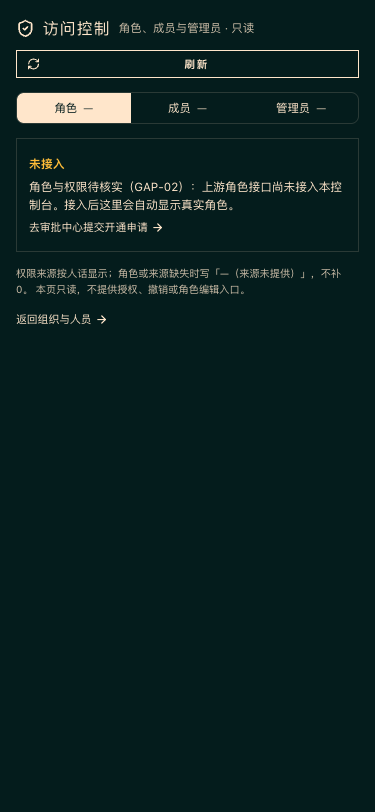 访问控制 角色、成员与管理员 · 只读
刷新
角色 — 成员 — 管理员 —
未接入
角色与权限待核实（GAP-02）：上游角色接口尚未接入本控
制台。接入后这里会自动显示真实角色。
去审批中心提交开通申请 →
权限来源按人话显示；角色或来源缺失时写「—（来源未提供）」，不补
0。 本页只读，不提供授权、撤销或角色编辑入口。
返回组织与人员 →